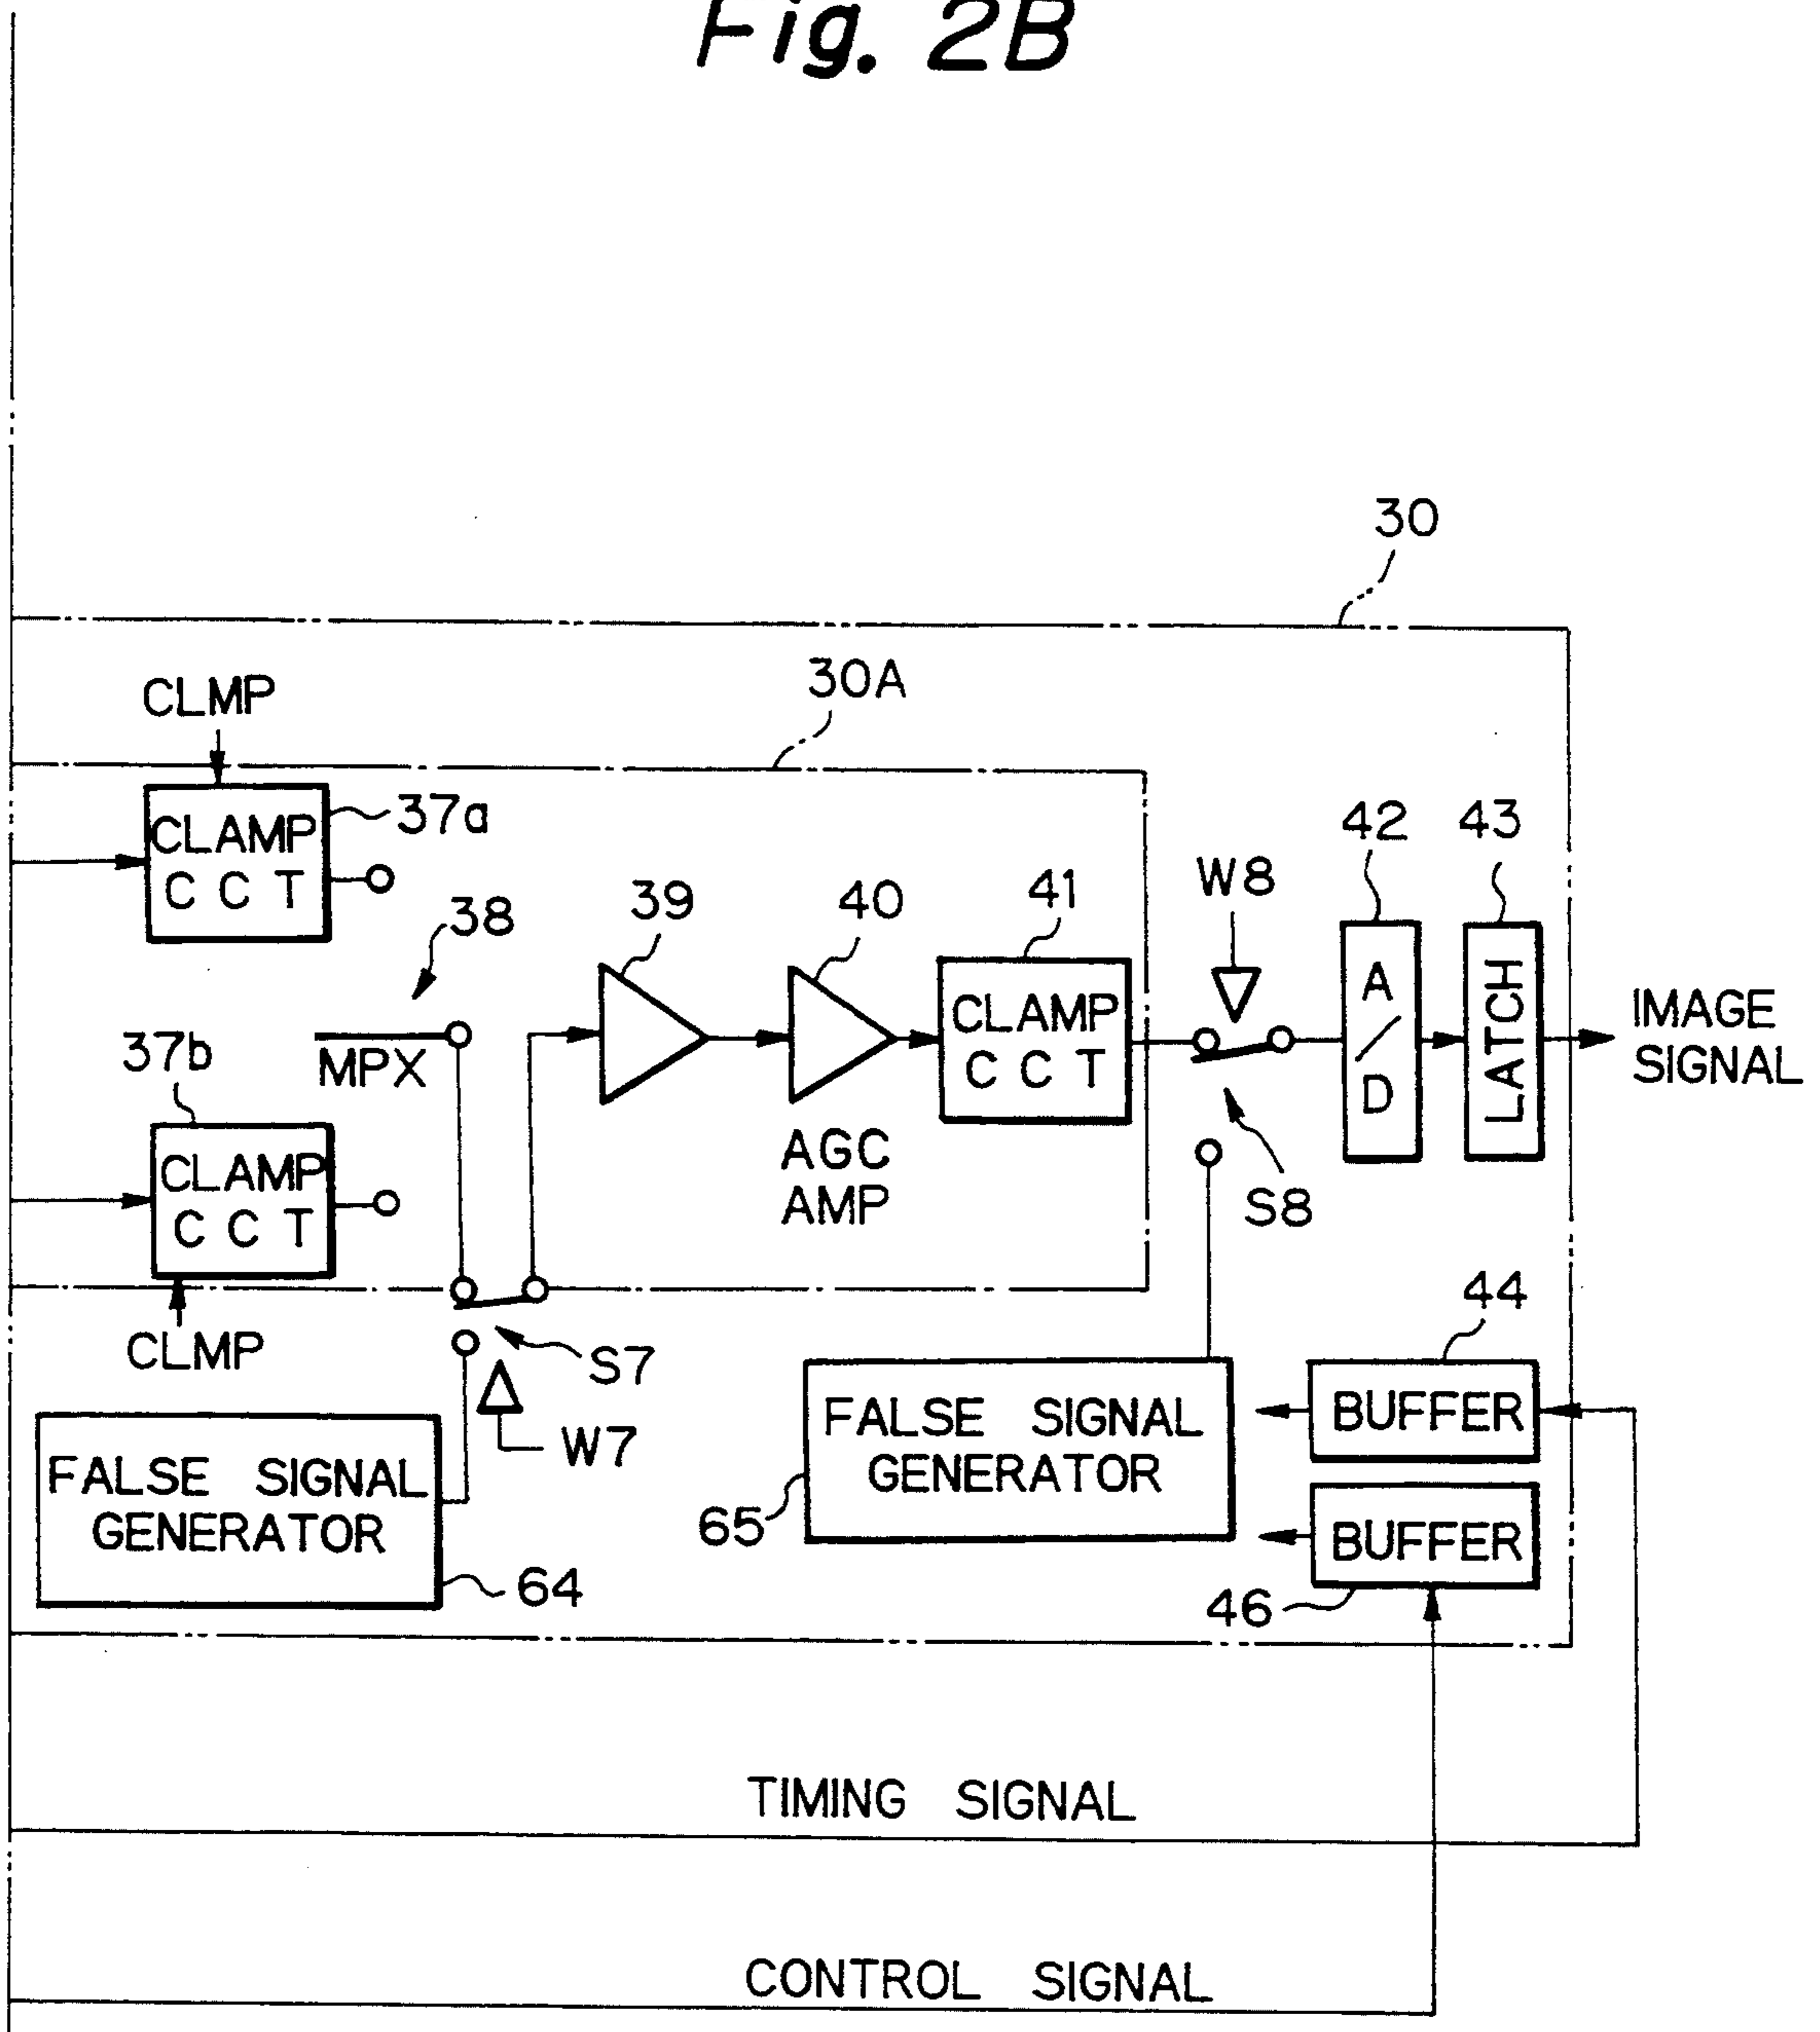 Fig. 2B
30
30A
CLMP
37a
CLAMP
CCT
38
39
40
41
W8
42
43
CLAMP
CCT
A/D
LATCH
IMAGE
SIGNAL
MPX
37b
CLAMP
CCT
AGC
AMP
S8
CLMP
S7
W7
44
BUFFER
FALSE SIGNAL
GENERATOR
65
FALSE SIGNAL
GENERATOR
64
BUFFER
46
TIMING SIGNAL
CONTROL SIGNAL